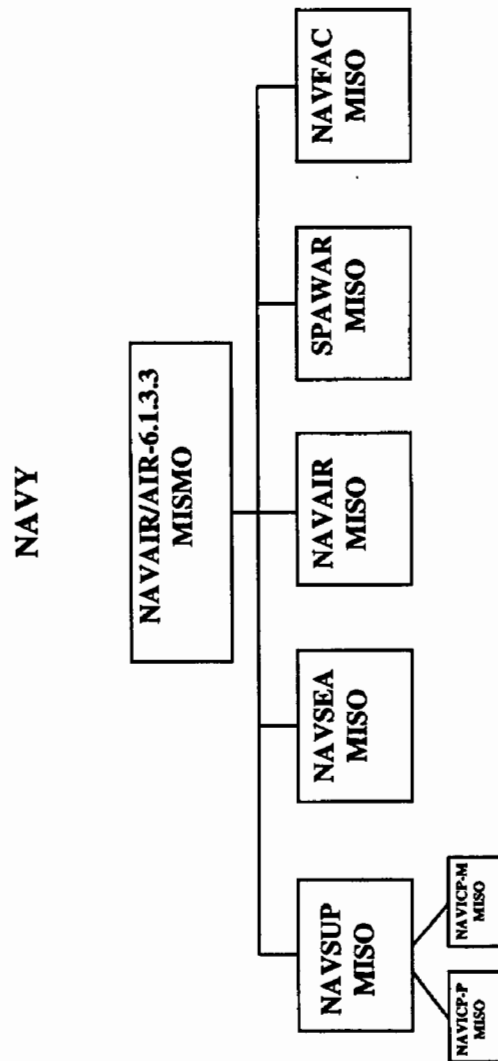 NAVY
NAVAIR/AIR-6.1.3.3
MISMO
NAVSUP
MISO
NAVSEA
MISO
NAVAIR
MISO
SPAWAR
MISO
NAVFAC
MISO
NAVICP-P
MISO
NAVICP-M
MISO